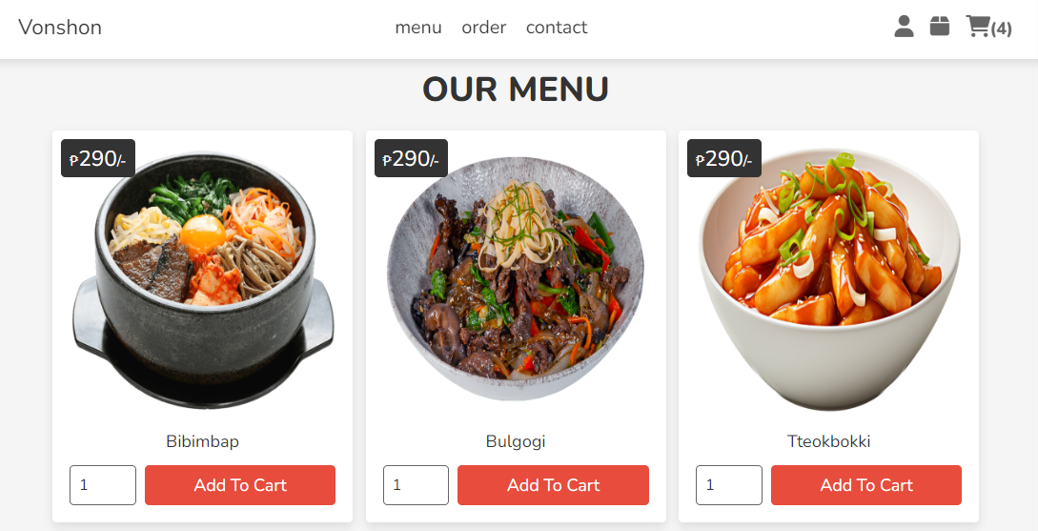 Vonshon
menu order contact
(4)
OUR MENU
₱290/-
₱290/-
₱290/-
Bibimbap
Bulgogi
Tteokbokki
1 Add To Cart
1 Add To Cart
1 Add To Cart